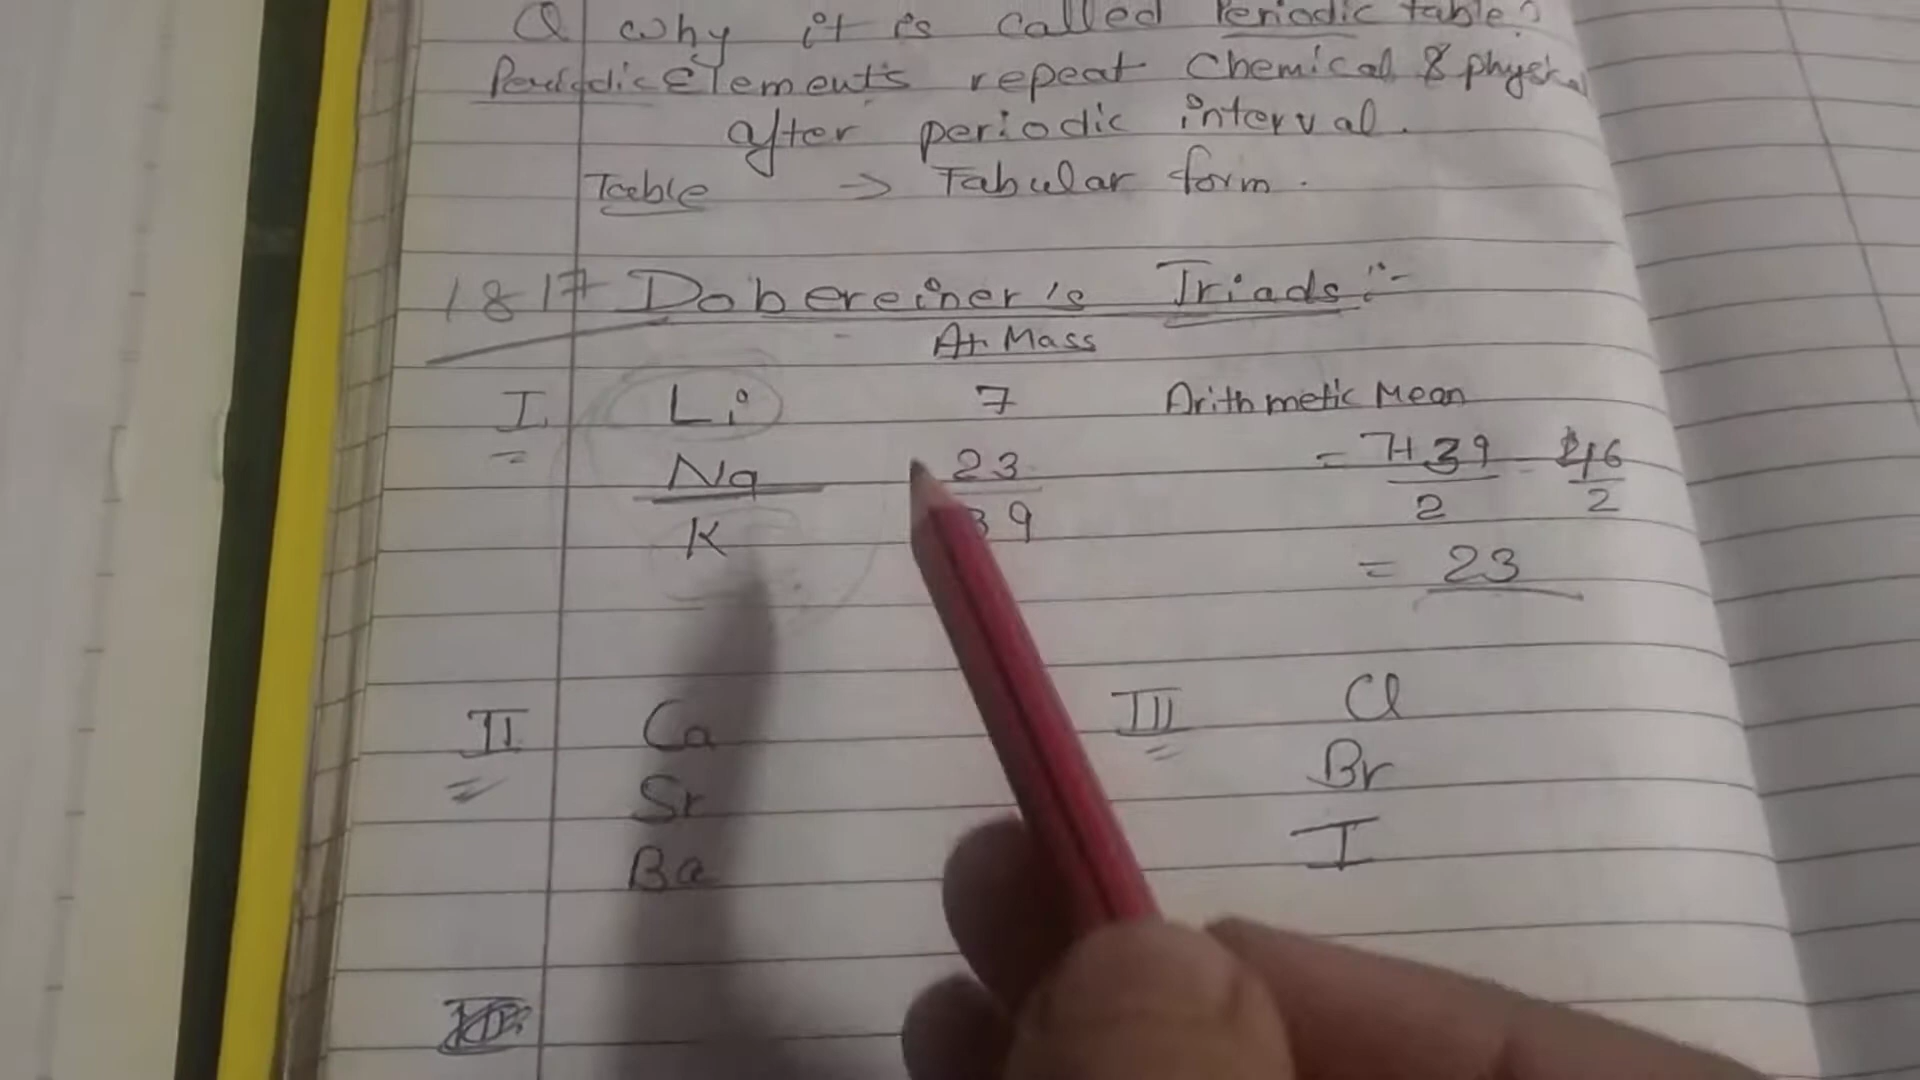 Q why it is called Periodic table?
Periodic Elements repeat Chemical & physical
after periodic interval.
Table → Tabular form.
1817 Dobereiner's Triads :-
At. Mass
I Li 7 Arithmetic Mean
Na 23 = 7+39/2 = 46/2
K 39 = 23
II Ca III Cl
Sr Br
Ba I